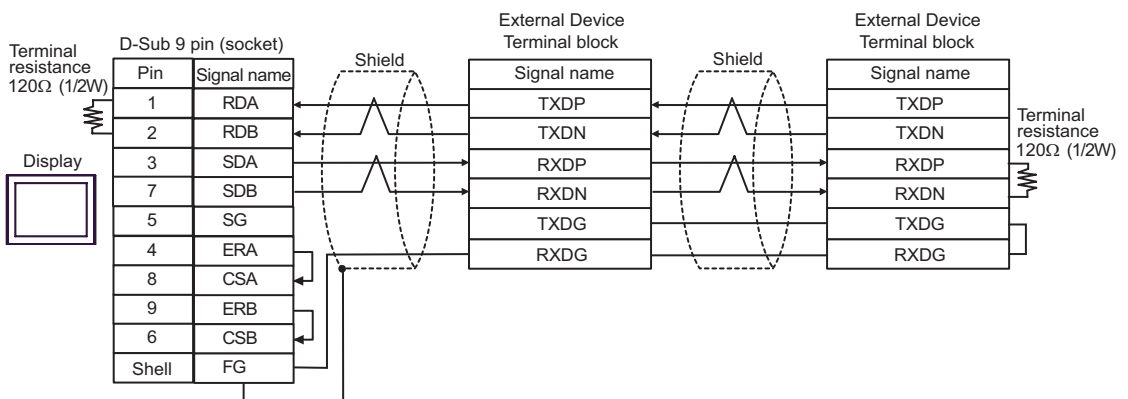 External Device
Terminal block
External Device
Terminal block
Terminal
resistance
120Ω (1/2W)
D-Sub 9 pin (socket)
Shield
Shield
Pin Signal name
Signal name
Signal name
1 RDA
TXDP
TXDP
2 RDB
TXDN
TXDN
Terminal
resistance
120Ω (1/2W)
Display
3 SDA
RXDP
RXDP
7 SDB
RXDN
RXDN
5 SG
TXDG
TXDG
4 ERA
RXDG
RXDG
8 CSA
9 ERB
6 CSB
Shell FG